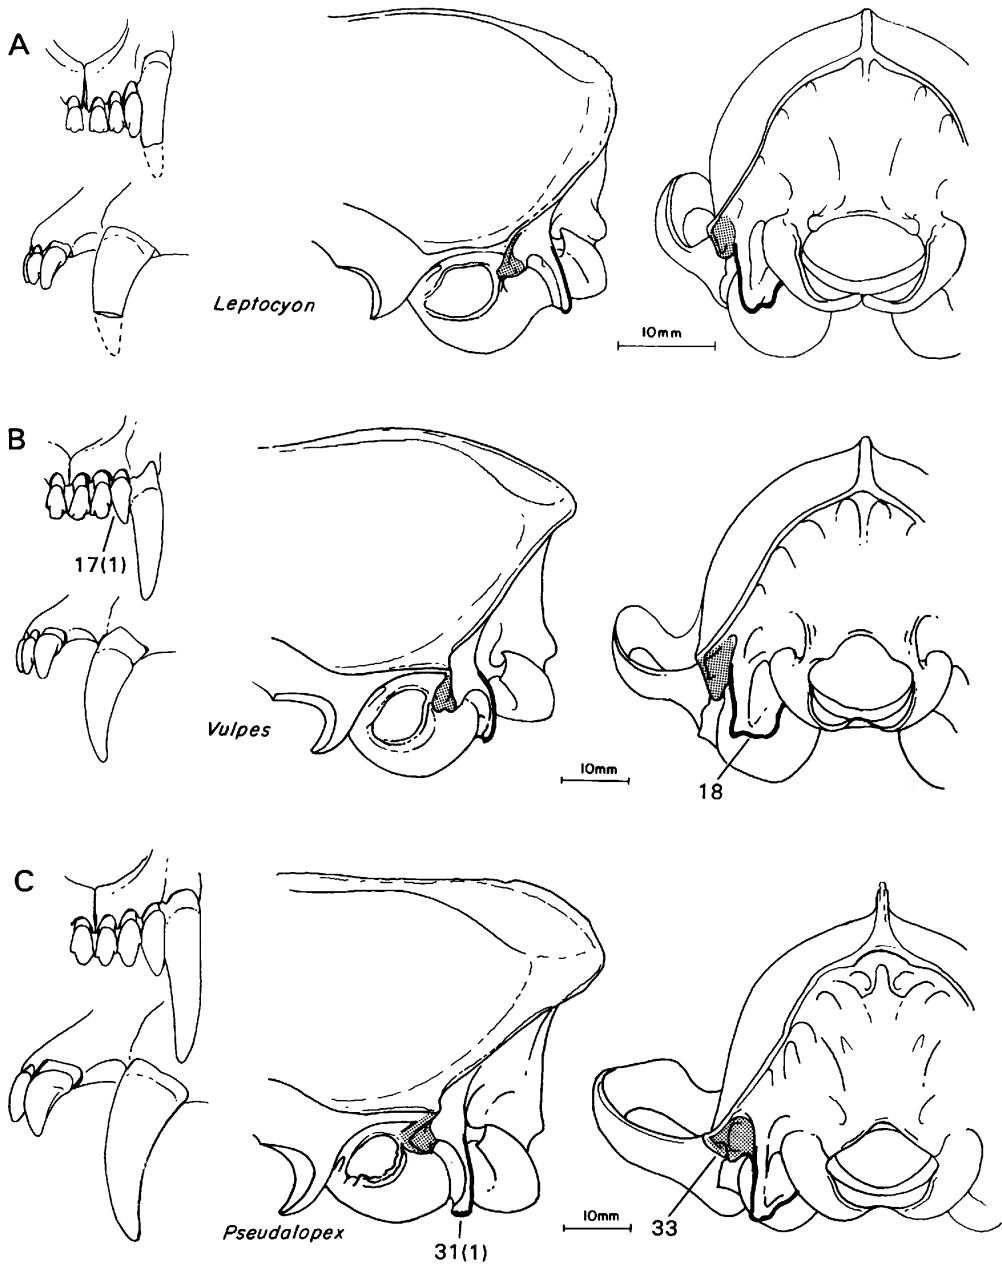 A
Leptocyon
10mm
B
17(1)
Vulpes
10mm
18
C
Pseudalopex
31(1)
10mm
33